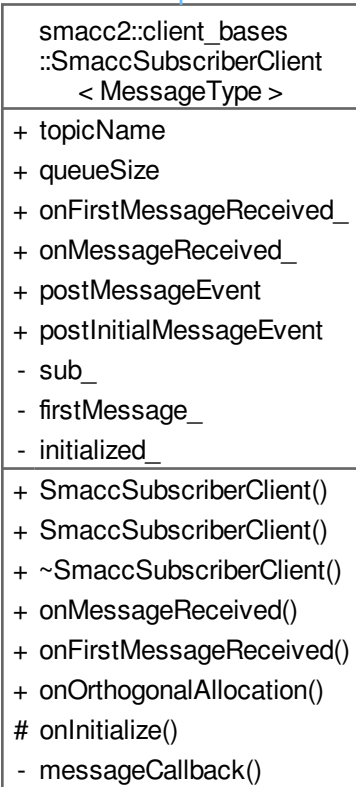 smacc2::client_bases
::SmaccSubscriberClient
< MessageType >
+ topicName
+ queueSize
+ onFirstMessageReceived_
+ onMessageReceived_
+ postMessageEvent
+ postInitialMessageEvent
- sub_
- firstMessage_
- initialized_
+ SmaccSubscriberClient()
+ SmaccSubscriberClient()
+ ~SmaccSubscriberClient()
+ onMessageReceived()
+ onFirstMessageReceived()
+ onOrthogonalAllocation()
# onInitialize()
- messageCallback()